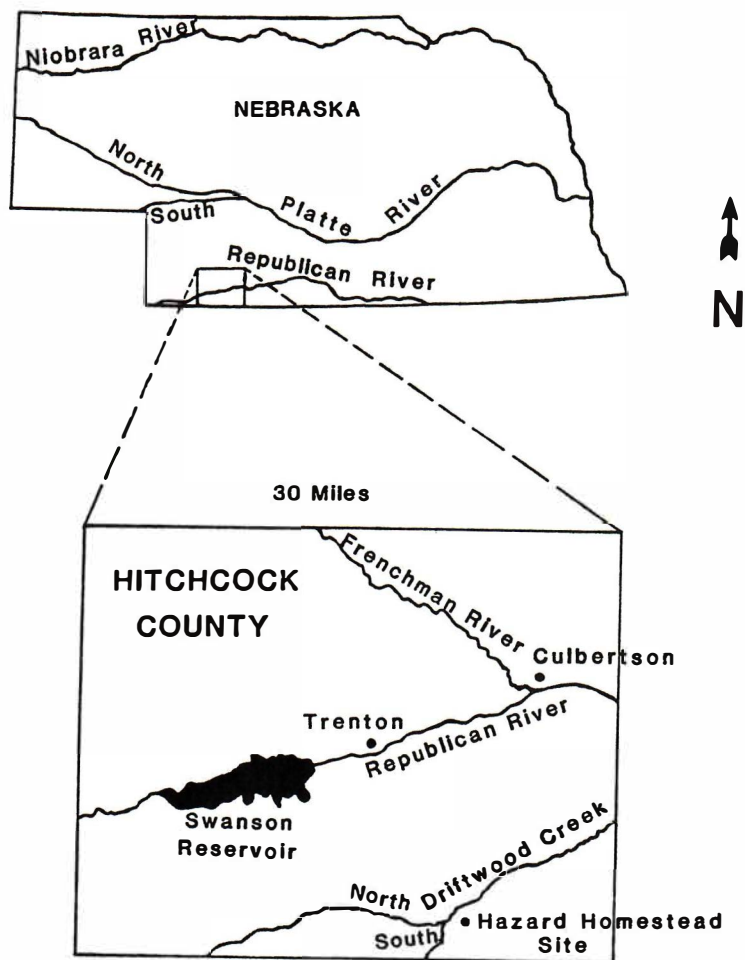 Niobrara River
NEBRASKA
North
South
Platte River
Republican River
N
30 Miles
HITCHCOCK
COUNTY
Frenchman River
Culbertson
Trenton
Republican River
Swanson
Reservoir
North Driftwood Creek
South
Hazard Homestead
Site